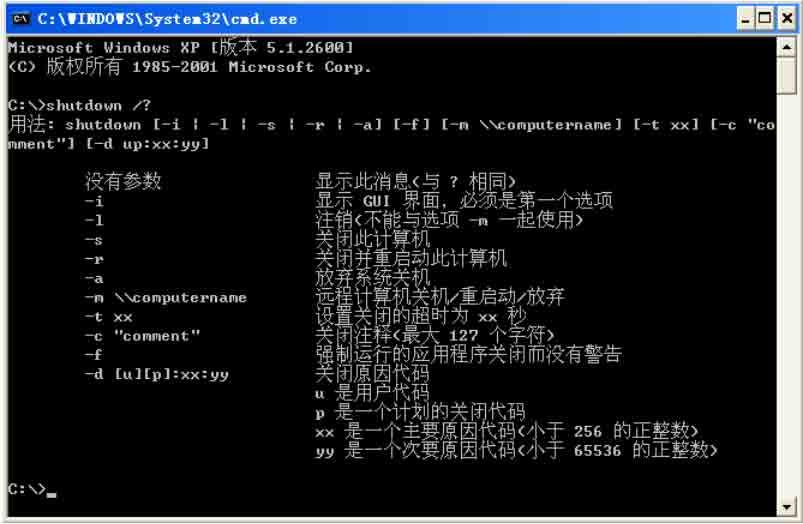 C:\WINDOWS\System32\cmd.exe
Microsoft Windows XP [版本 5.1.2600]
(C) 版权所有 1985-2001 Microsoft Corp.
C:\>shutdown /?
用法: shutdown [-i | -l | -s | -r | -a] [-f] [-m \\computername] [-t xx] [-c "co
mment"] [-d up:xx:yy]
没有参数 显示此消息(与 ? 相同)
-i 显示 GUI 界面，必须是第一个选项
-l 注销(不能与选项 -m 一起使用)
-s 关闭此计算机
-r 关闭并重启动此计算机
-a 放弃系统关机
-m \\computername 远程计算机关机/重启动/放弃
-t xx 设置关闭的超时为 xx 秒
-c "comment" 关闭注释(最大 127 个字符)
-f 强制运行的应用程序关闭而没有警告
-d [u][p]:xx:yy 关闭原因代码
u 是用户代码
p 是一个计划的关闭代码
xx 是一个主要原因代码(小于 256 的正整数)
yy 是一个次要原因代码(小于 65536 的正整数)
C:\>_